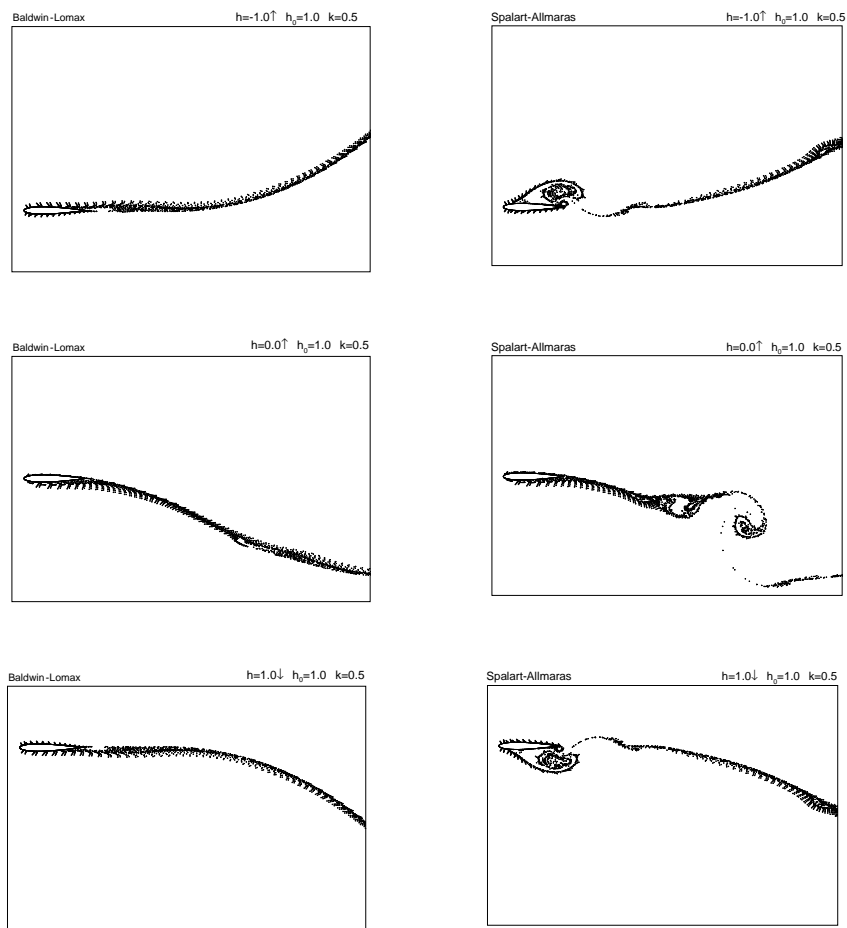 Baldwin-Lomax h=-1.0↑ h₀=1.0 k=0.5
Spalart-Allmaras h=-1.0↑ h₀=1.0 k=0.5
Baldwin-Lomax h=0.0↑ h₀=1.0 k=0.5
Spalart-Allmaras h=0.0↑ h₀=1.0 k=0.5
Baldwin-Lomax h=1.0↓ h₀=1.0 k=0.5
Spalart-Allmaras h=1.0↓ h₀=1.0 k=0.5